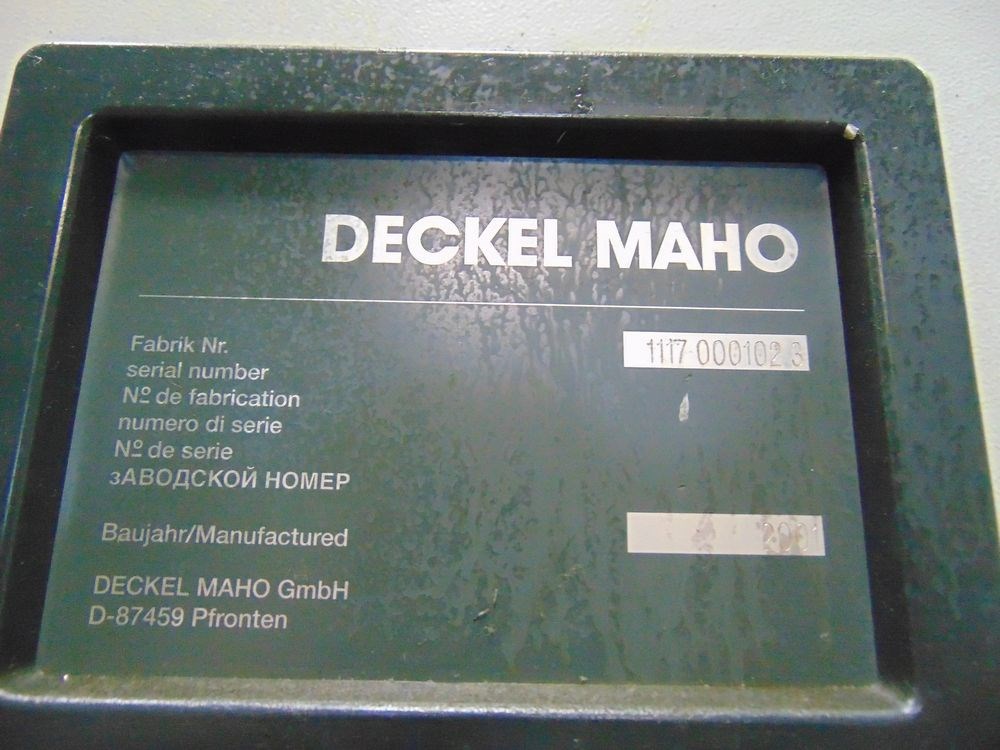 DECKEL MAHO
Fabrik Nr.
serial number
Nº de fabrication
numero di serie
Nº de serie
зАВОДСКОЙ НОМЕР
1117 000102 3
Baujahr/Manufactured
2001
DECKEL MAHO GmbH
D-87459 Pfronten